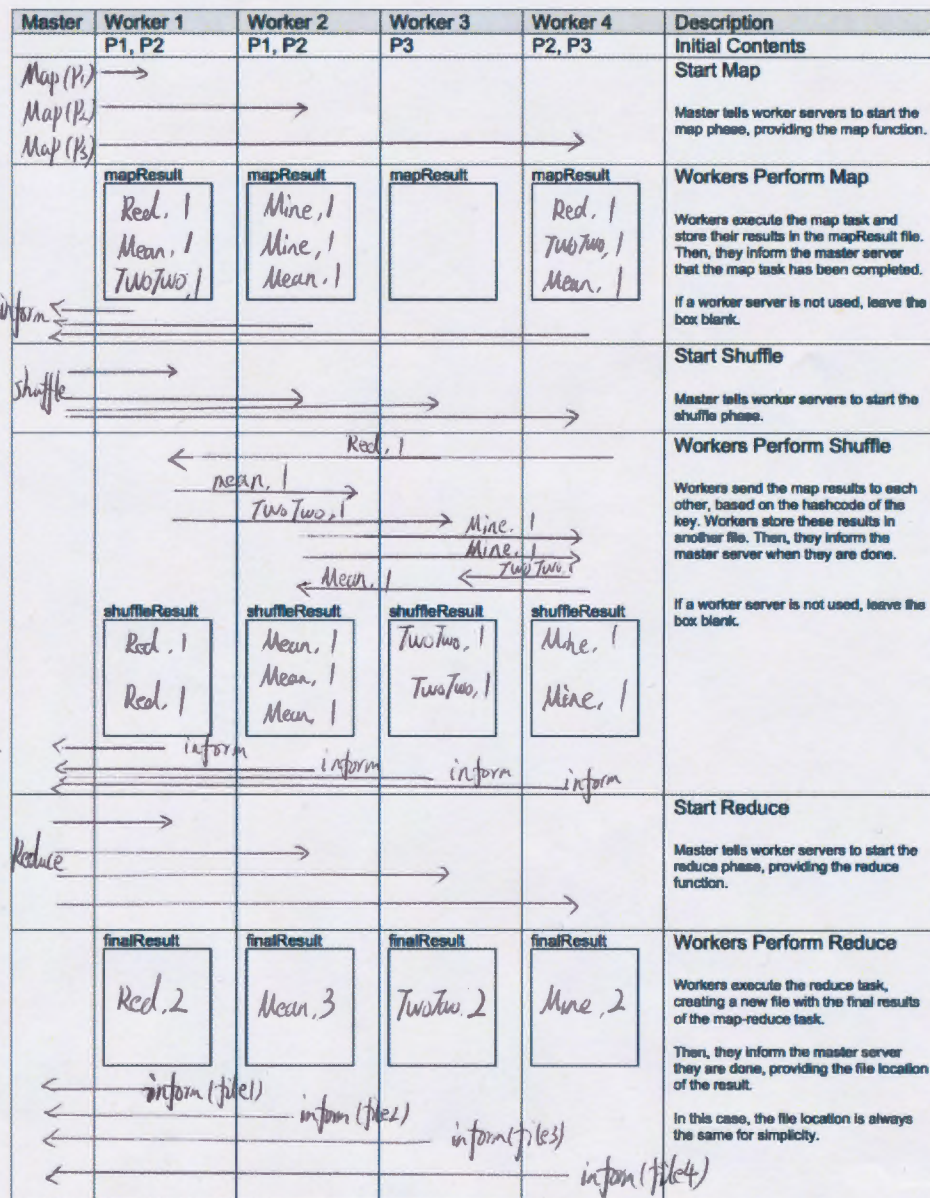 Master Worker 1 Worker 2 Worker 3 Worker 4 Description
P1, P2 P1, P2 P3 P2, P3 Initial Contents
Map (P1)
Map (P2)
Map (P3)
Start Map
Master tells worker servers to start the
map phase, providing the map function.
mapResult mapResult mapResult mapResult
Red, 1 Mine, 1 Red, 1
Mean, 1 Mine, 1 TwoTwo, 1
TwoTwo, 1 Mean, 1 Mean, 1
inform
Workers Perform Map
Workers execute the map task and
store their results in the mapResult file.
Then, they inform the master server
that the map task has been completed.
If a worker server is not used, leave the
box blank.
shuffle
Start Shuffle
Master tells worker servers to start the
shuffle phase.
Red, 1
mean, 1
TwoTwo, 1
Mine, 1
Mine, 1
TwoTwo, 1
Mean, 1
Workers Perform Shuffle
Workers send the map results to each
other, based on the hashcode of the
key. Workers store these results in
another file. Then, they inform the
master server when they are done.
If a worker server is not used, leave the
box blank.
shuffleResult shuffleResult shuffleResult shuffleResult
Red, 1 Mean, 1 TwoTwo, 1 Mine, 1
Red, 1 Mean, 1 TwoTwo, 1 Mine, 1
Mean, 1
inform
inform
inform
inform
Reduce
Start Reduce
Master tells worker servers to start the
reduce phase, providing the reduce
function.
finalResult finalResult finalResult finalResult
Red, 2 Mean, 3 TwoTwo, 2 Mine, 2
Workers Perform Reduce
Workers execute the reduce task,
creating a new file with the final results
of the map-reduce task.
Then, they inform the master server
they are done, providing the file location
of the result.
In this case, the file location is always
the same for simplicity.
inform (file1)
inform (file2)
inform (file3)
inform (file4)